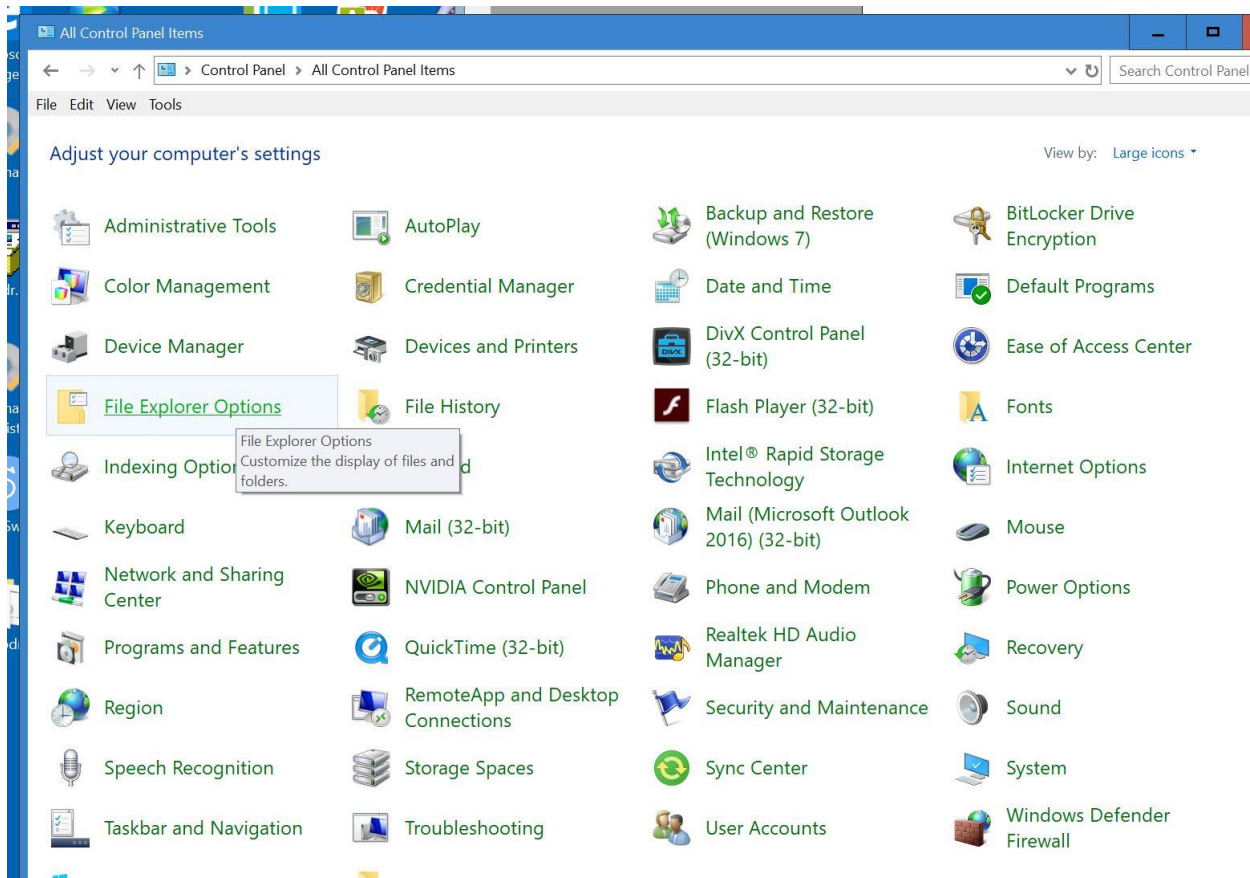 All Control Panel Items
Control Panel > All Control Panel Items
Search Control Panel
File Edit View Tools
Adjust your computer's settings
View by: Large icons
Administrative Tools
AutoPlay
Backup and Restore
(Windows 7)
BitLocker Drive
Encryption
Color Management
Credential Manager
Date and Time
Default Programs
Device Manager
Devices and Printers
DivX Control Panel
(32-bit)
Ease of Access Center
File Explorer Options
File History
Flash Player (32-bit)
Fonts
File Explorer Options
Customize the display of files and
folders.
Indexing Optio
Intel® Rapid Storage
Technology
Internet Options
Keyboard
Mail (32-bit)
Mail (Microsoft Outlook
2016) (32-bit)
Mouse
Network and Sharing
Center
NVIDIA Control Panel
Phone and Modem
Power Options
Programs and Features
QuickTime (32-bit)
Realtek HD Audio
Manager
Recovery
Region
RemoteApp and Desktop
Connections
Security and Maintenance
Sound
Speech Recognition
Storage Spaces
Sync Center
System
Taskbar and Navigation
Troubleshooting
User Accounts
Windows Defender
Firewall